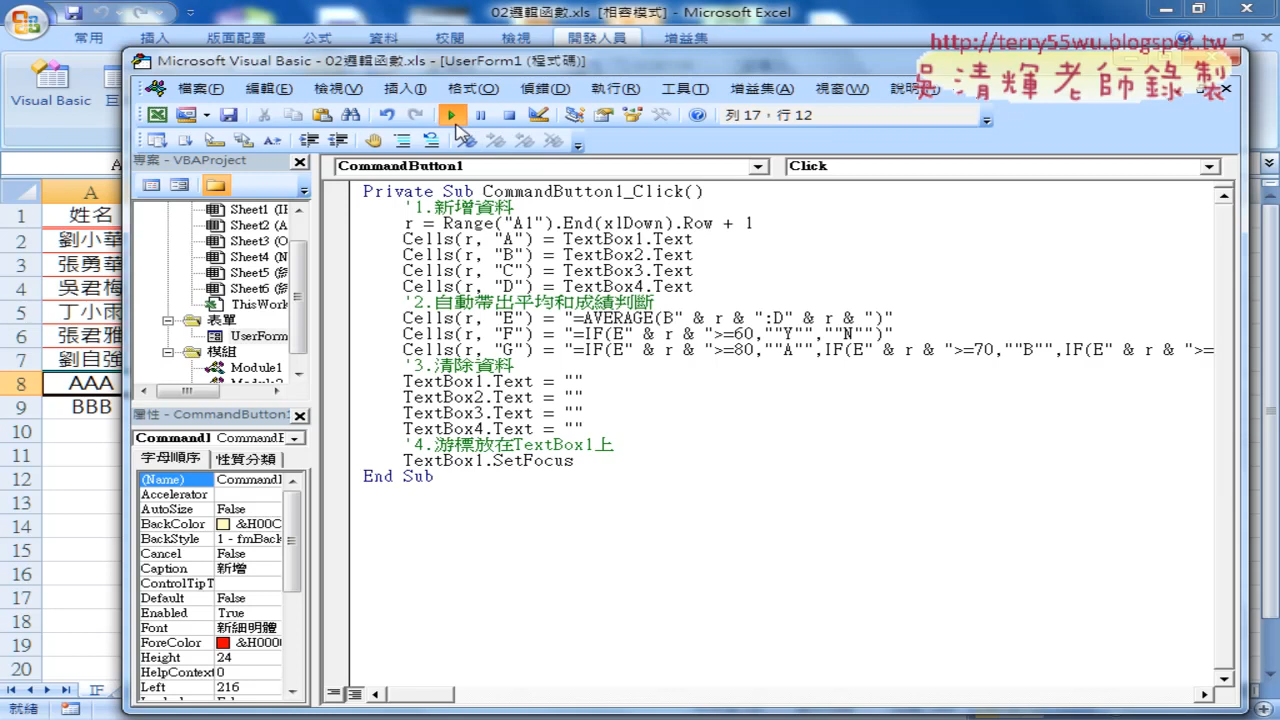 02邏輯函數.xls [相容模式] - Microsoft Excel
常用 插入 版面配置 公式 資料 校閱 檢視 開發人員 增益集
http://terry55wu.blogspot.tw
吳清輝老師錄製
Visual Basic
Microsoft Visual Basic - 02邏輯函數.xls - [UserForm1 (程式碼)]
檔案(F) 編輯(E) 檢視(V) 插入(I) 格式(O) 偵錯(D) 執行(R) 工具(T) 增益集(A) 視窗(W)
列 17，行 12
專案 - VBAProject
CommandButton1
Click
Sheet1 (IF
Sheet2 (A
Sheet3 (O
Sheet4 (N
Sheet5
Sheet6
ThisWork
表單
UserForm
模組
Module1
屬性 - CommandButton1
CommandB
字母順序 性質分類
(Name) Command
Accelerator
AutoSize False
BackColor &H00C
BackStyle 1 - fmBack
Cancel False
Caption 新增
ControlTipT
Default False
Enabled True
Font 新細明體
ForeColor &H000
Height 24
HelpContext 0
Left 216
Private Sub CommandButton1_Click()
'1.新增資料
r = Range("A1").End(xlDown).Row + 1
Cells(r, "A") = TextBox1.Text
Cells(r, "B") = TextBox2.Text
Cells(r, "C") = TextBox3.Text
Cells(r, "D") = TextBox4.Text
'2.自動帶出平均和成績判斷
Cells(r, "E") = "=AVERAGE(B" & r & ":D" & r & ")"
Cells(r, "F") = "=IF(E" & r & ">=60,""Y"",""N"")"
Cells(r, "G") = "=IF(E" & r & ">=80,""A"",IF(E" & r & ">=70,""B"",IF(E" & r & ">=
'3.清除資料
TextBox1.Text = ""
TextBox2.Text = ""
TextBox3.Text = ""
TextBox4.Text = ""
'4.游標放在TextBox1上
TextBox1.SetFocus
End Sub
A
1 姓名
2 劉小華
3 張勇華
4 吳君梅
5 丁小雨
6 張君雅
7 劉自強
8 AAA
9 BBB
10
11
12
13
14
15
16
17
18
19
20
IF
就緒